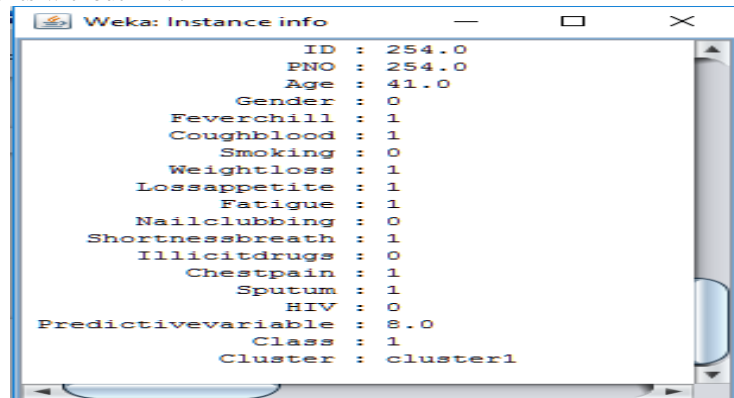 Weka: Instance info
ID : 254.0
PNO : 254.0
Age : 41.0
Gender : 0
Feverchill : 1
Coughblood : 1
Smoking : 0
Weightloss : 1
Lossappetite : 1
Fatigue : 1
Nailclubbing : 0
Shortnessbreath : 1
Illicitdrugs : 0
Chestpain : 1
Sputum : 1
HIV : 0
Predictivevariable : 8.0
Class : 1
Cluster : cluster1